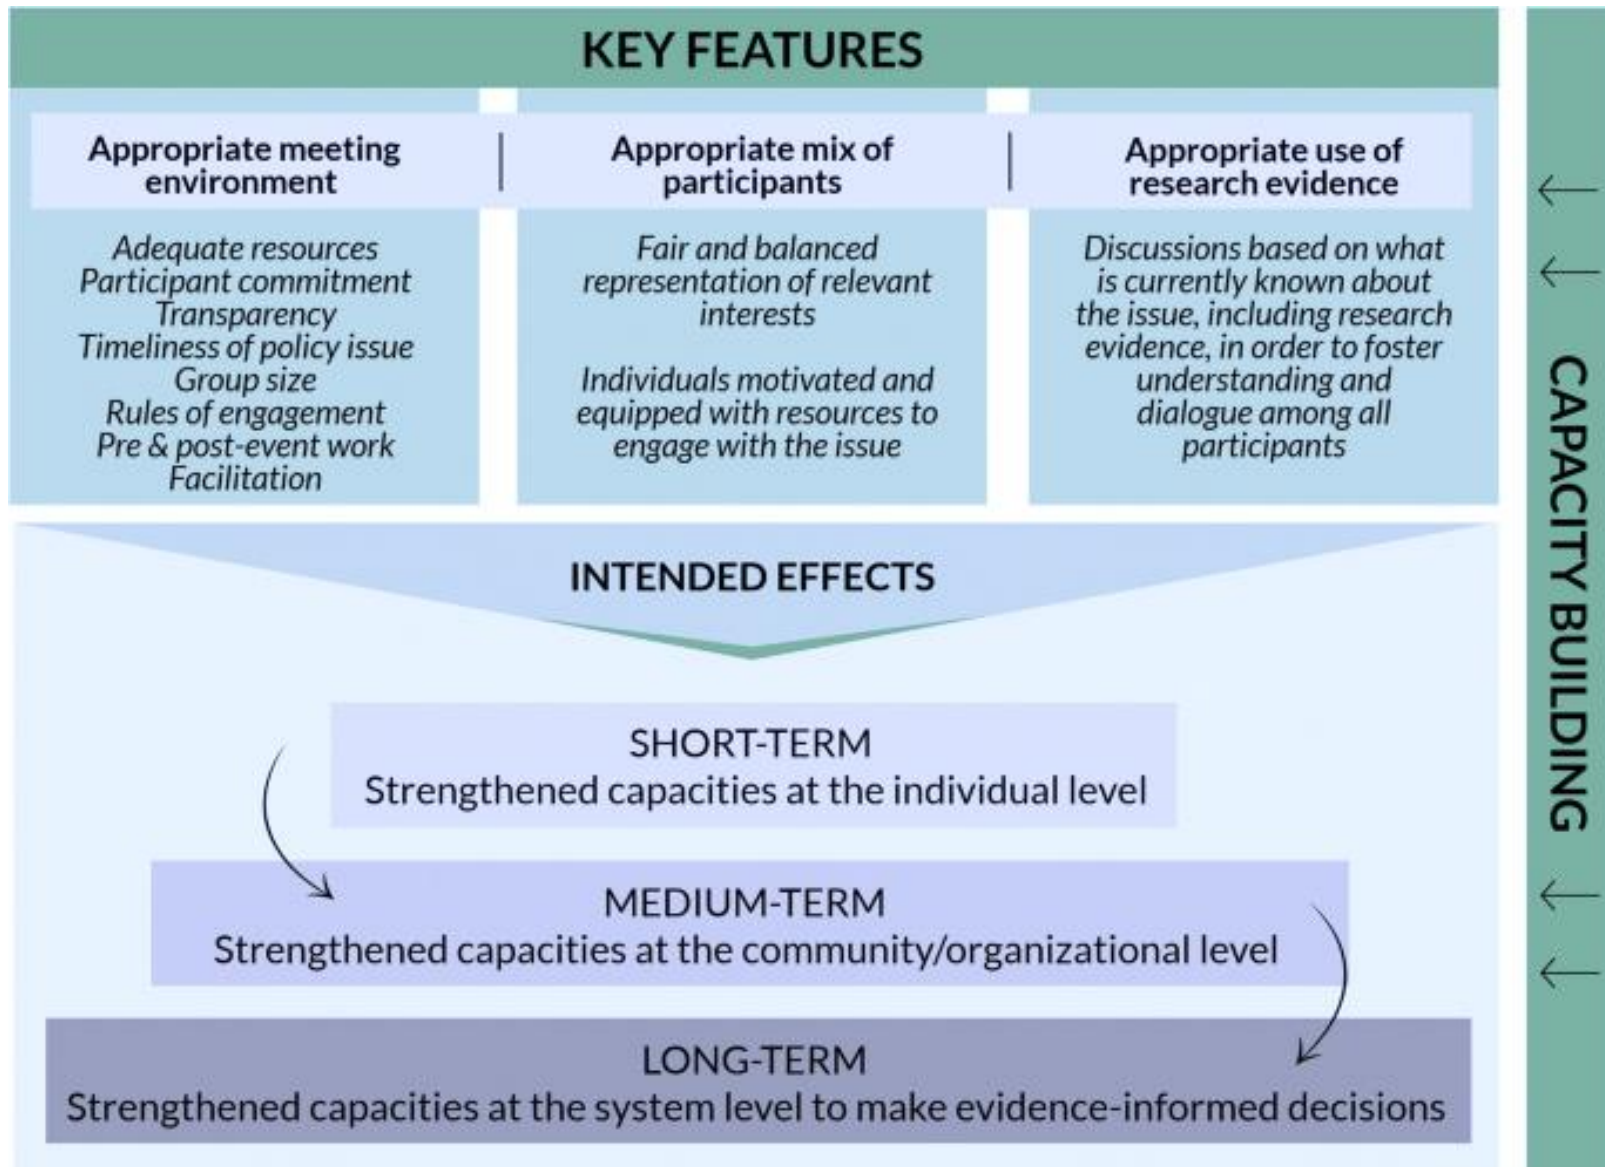 KEY FEATURES
Appropriate meeting
environment
Adequate resources
Participant commitment
Transparency
Timeliness of policy issue
Group size
Rules of engagement
Pre & post-event work
Facilitation
Appropriate mix of
participants
Fair and balanced
representation of relevant
interests
Individuals motivated and
equipped with resources to
engage with the issue
Appropriate use of
research evidence
Discussions based on what
is currently known about
the issue, including research
evidence, in order to foster
understanding and
dialogue among all
participants
INTENDED EFFECTS
SHORT-TERM
Strengthened capacities at the individual level
MEDIUM-TERM
Strengthened capacities at the community/organizational level
LONG-TERM
Strengthened capacities at the system level to make evidence-informed decisions
CAPACITY BUILDING